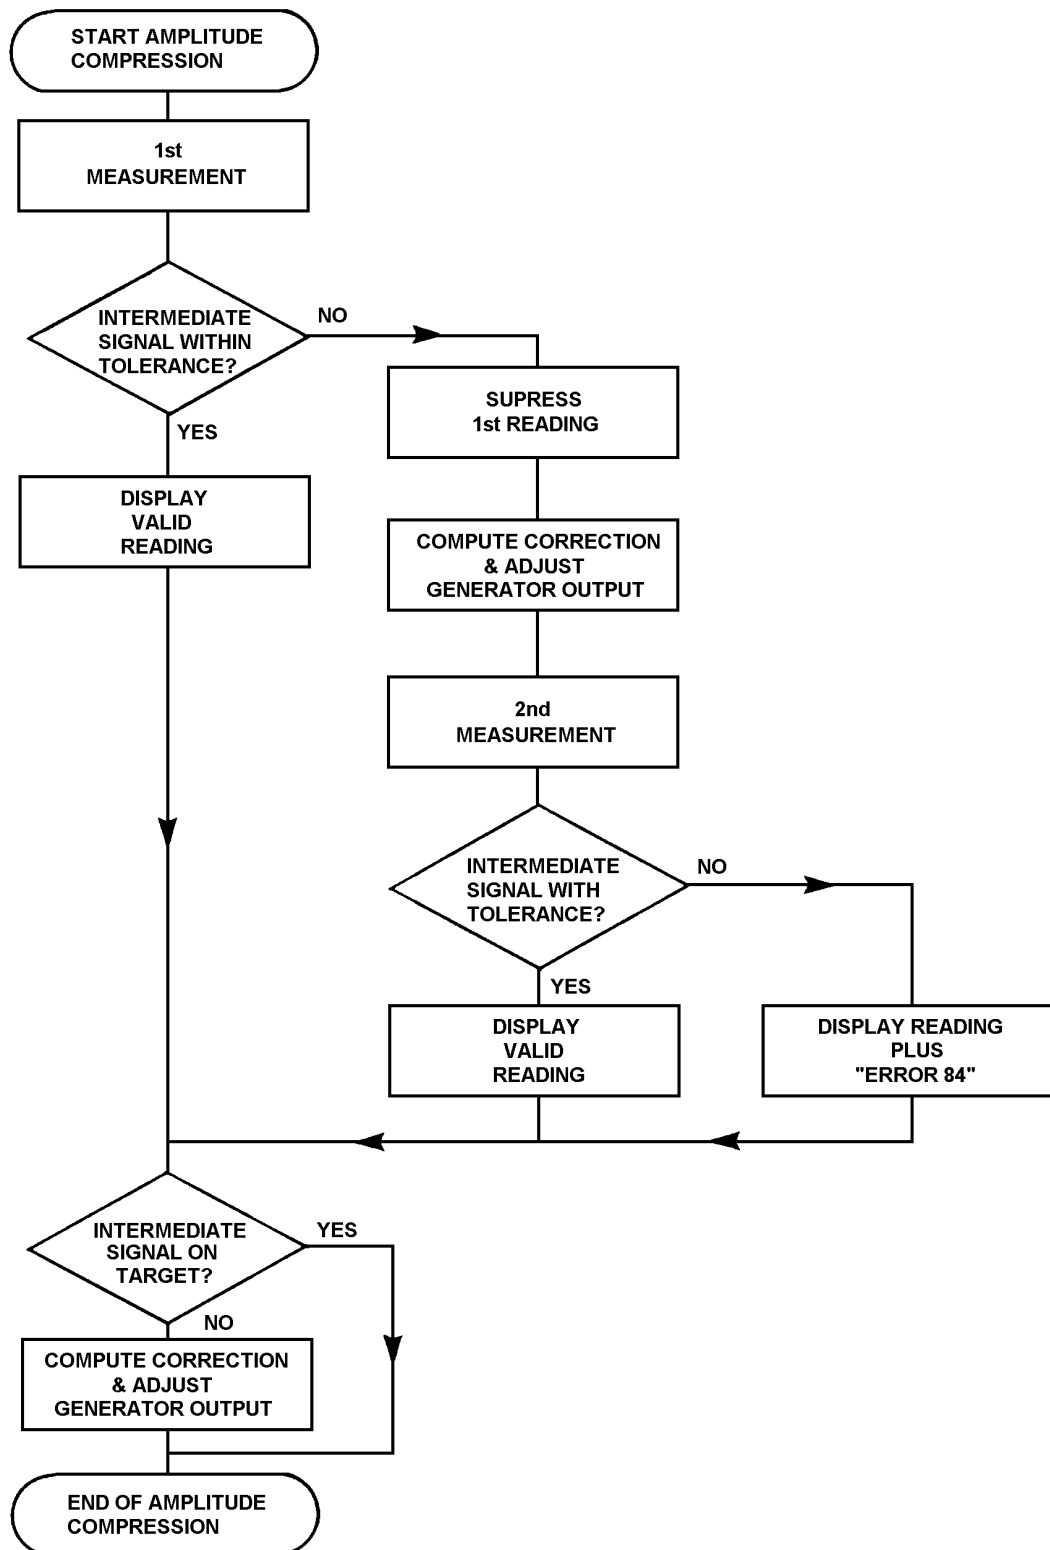 START AMPLITUDE
COMPRESSION
1st
MEASUREMENT
INTERMEDIATE
SIGNAL WITHIN
TOLERANCE?
NO
YES
SUPRESS
1st READING
DISPLAY
VALID
READING
COMPUTE CORRECTION
& ADJUST
GENERATOR OUTPUT
2nd
MEASUREMENT
INTERMEDIATE
SIGNAL WITH
TOLERANCE?
NO
YES
DISPLAY
VALID
READING
DISPLAY READING
PLUS
"ERROR 84"
INTERMEDIATE
SIGNAL ON
TARGET?
YES
NO
COMPUTE CORRECTION
& ADJUST
GENERATOR OUTPUT
END OF AMPLITUDE
COMPRESSION